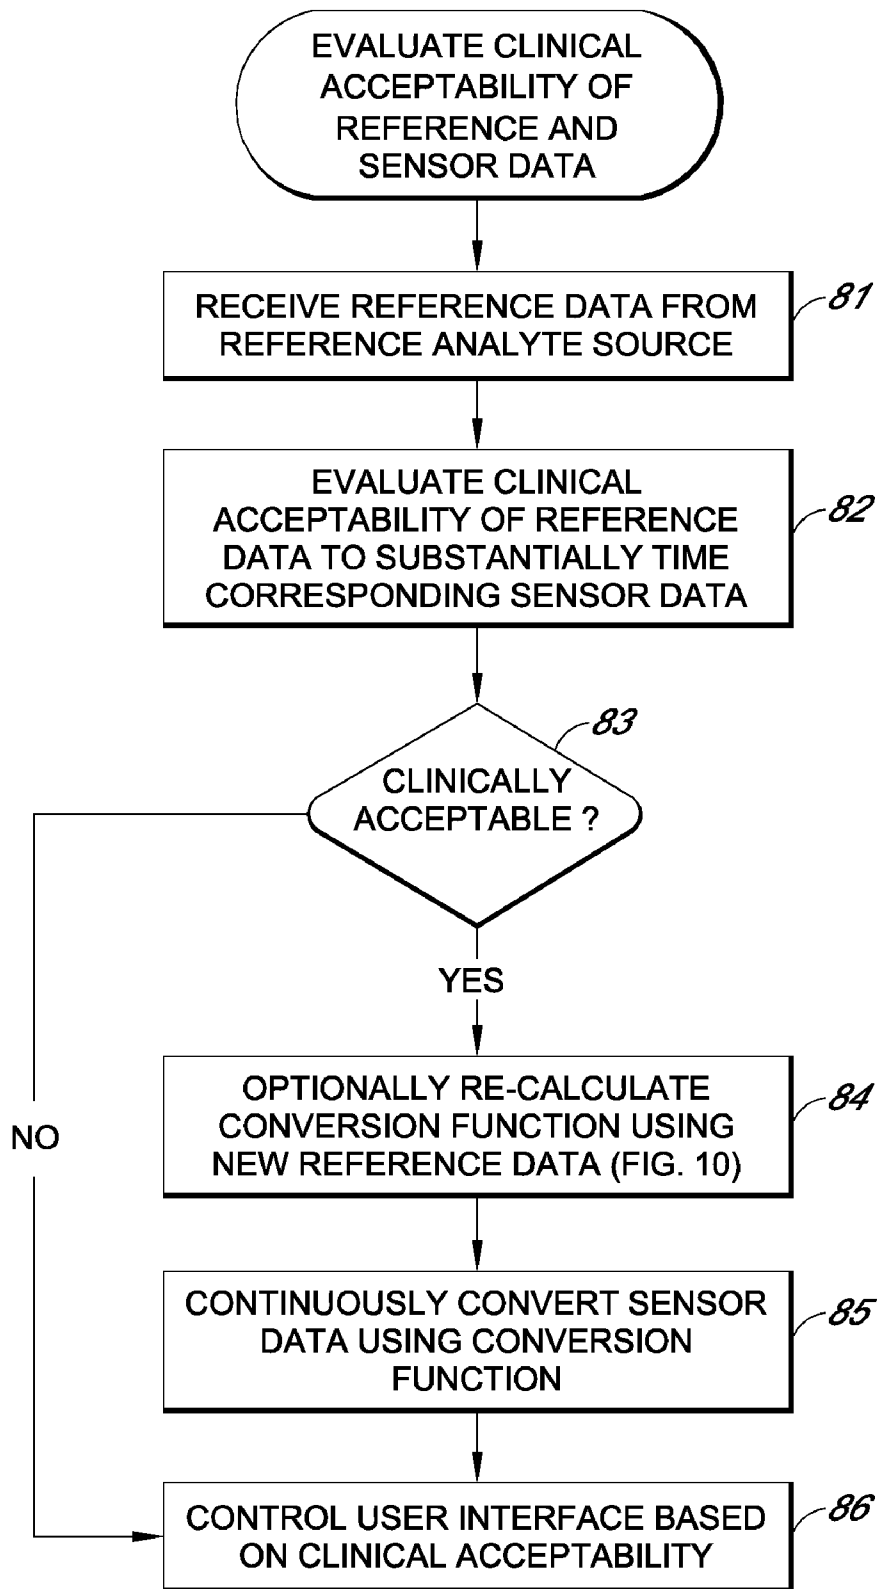 EVALUATE CLINICAL
ACCEPTABILITY OF
REFERENCE AND
SENSOR DATA
RECEIVE REFERENCE DATA FROM
REFERENCE ANALYTE SOURCE
81
EVALUATE CLINICAL
ACCEPTABILITY OF REFERENCE
DATA TO SUBSTANTIALLY TIME
CORRESPONDING SENSOR DATA
82
83
CLINICALLY
ACCEPTABLE ?
YES
NO
OPTIONALLY RE-CALCULATE
CONVERSION FUNCTION USING
NEW REFERENCE DATA (FIG. 10)
84
CONTINUOUSLY CONVERT SENSOR
DATA USING CONVERSION
FUNCTION
85
CONTROL USER INTERFACE BASED
ON CLINICAL ACCEPTABILITY
86